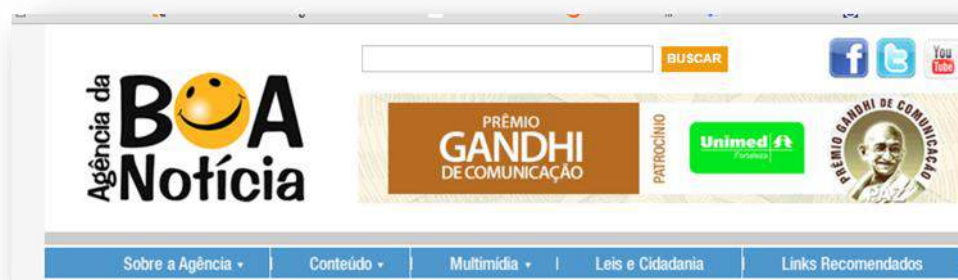 BUSCAR
You
Tube
Agência da
BOA
Notícia
PRÊMIO
GANDHI
DE COMUNICAÇÃO
PATROCÍNIO
Unimed
Fortaleza
PRÊMIO GANDHI DE COMUNICAÇÃO
PAZ
Sobre a Agência
Conteúdo
Multimídia
Leis e Cidadania
Links Recomendados